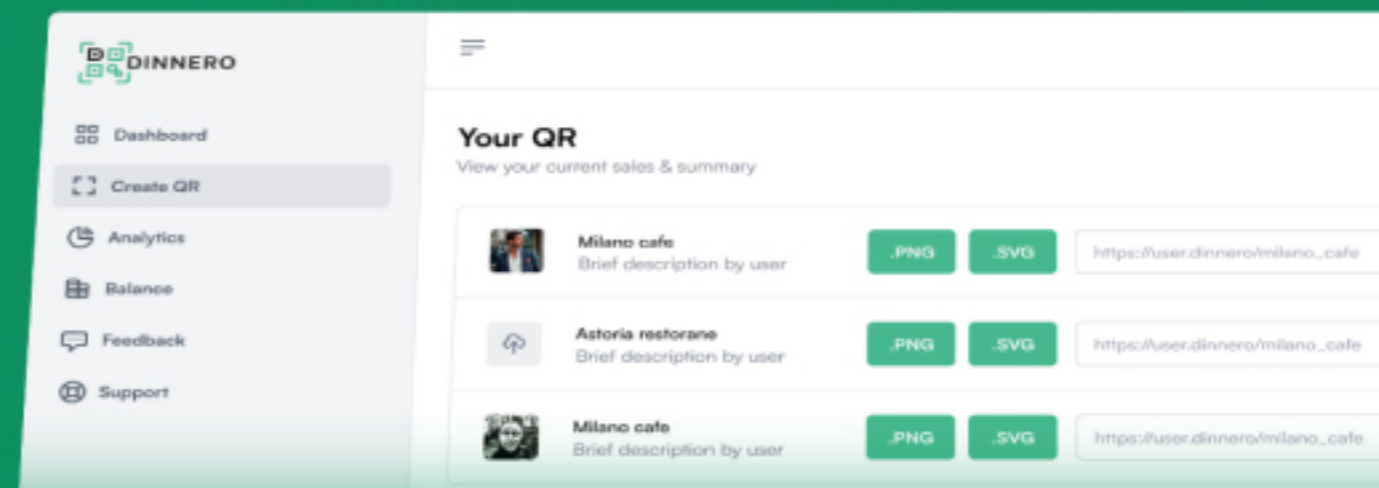 DINNERO
Dashboard
Create QR
Analytics
Balance
Feedback
Support
Your QR
View your current sales & summary
Milano cafe
Brief description by user
.PNG
.SVG
https://user.dinnero/milano_cafe
Astoria restorane
Brief description by user
.PNG
.SVG
https://user.dinnero/milano_cafe
Milano cafe
Brief description by user
.PNG
.SVG
https://user.dinnero/milano_cafe